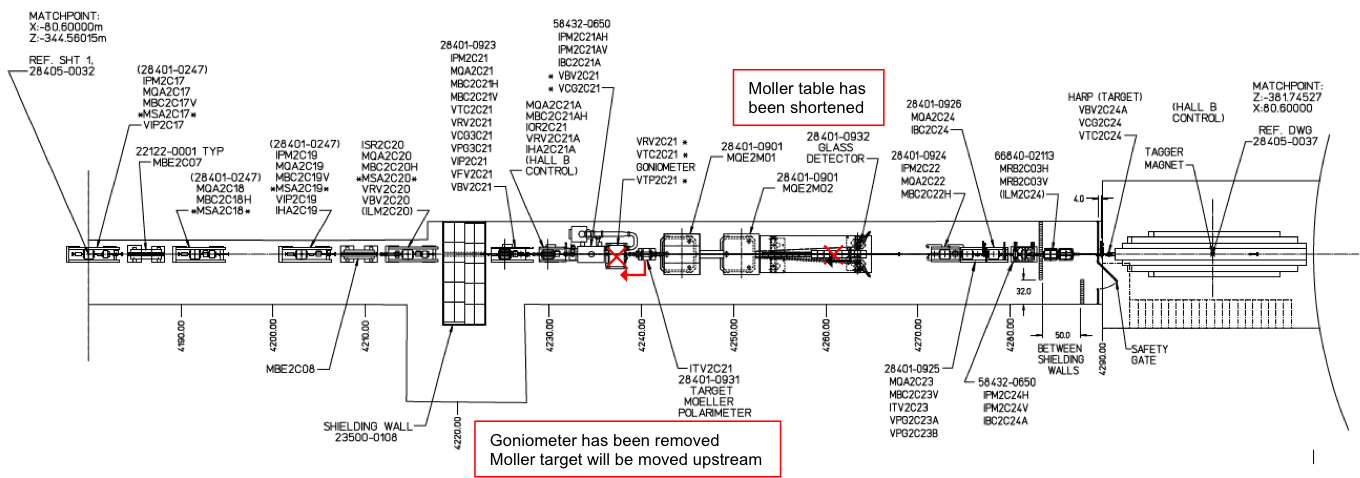 MATCHPOINT:
X:-80.60000m
Z:-344.56015m
REF. SHT 1,
28405-0032
(28401-0247)
IPM2C17
MQA2C17
MBC2C17V
*MSA2C17*
VIP2C17
22122-0001 TYP
MBE2C07
(28401-0247)
MQA2C18
MBC2C18H
*MSA2C18*
(28401-0247)
IPM2C19
MQA2C19
MBC2C19V
*MSA2C19*
VIP2C19
IHA2C19
ISR2C20
MQA2C20
MBC2C20H
*MSA2C20*
VRV2C20
VBV2C20
(ILM2C20)
28401-0923
IPM2C21
MQA2C21
MBC2C21H
MBC2C21V
VTC2C21
VRV2C21
VCG3C21
VPG3C21
VIP2C21
VFV2C21
VBV2C21
58432-0650
IPM2C21AH
IPM2C21AV
IBC2C21A
* VBV2C21
* VCG2C21
MQA2C21A
MBC2C21AH
IOR2C21
VRV2C21A
IHA2C21A
(HALL B
CONTROL)
VRV2C21 *
VTC2C21 *
GONIOMETER
VTP2C21 *
Moller table has
been shortened
28401-0901
MQE2M01
28401-0901
MQE2M02
28401-0932
GLASS
DETECTOR
28401-0926
MQA2C24
IBC2C24
28401-0924
IPM2C22
MQA2C22
MBC2C22H
66840-02113
MRB2C03H
MRB2C03V
(ILM2C24)
HARP (TARGET)
VBV2C24A
VCG2C24
VTC2C24
(HALL B
CONTROL)
TAGGER
MAGNET
MATCHPOINT:
Z:-381.74527
X:-80.60000
REF. DWG
28405-0037
4.0
32.0
50.0
BETWEEN
SHIELDING
WALLS
SAFETY
GATE
4190.00
4200.00
4210.00
4220.00
4230.00
4240.00
4250.00
4260.00
4270.00
4280.00
4290.00
MBE2C08
SHIELDING WALL
23500-0108
ITV2C21
28401-0931
TARGET
MOELLER
POLARIMETER
28401-0925
MQA2C23
MBC2C23V
ITV2C23
VPG2C23A
VPG2C23B
58432-0650
IPM2C24H
IPM2C24V
IBC2C24A
Goniometer has been removed
Moller target will be moved upstream